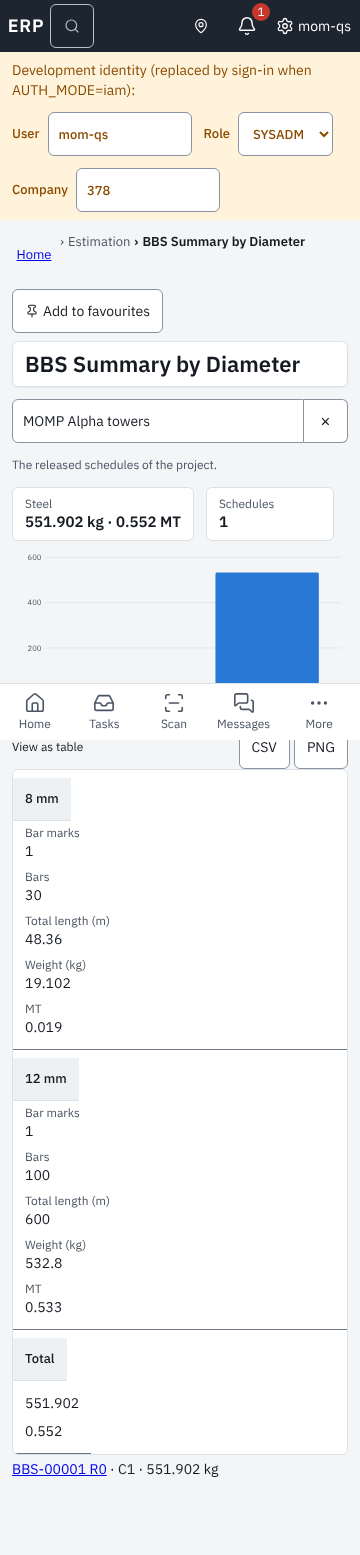 ERP
1
mom-qs
Development identity (replaced by sign-in when
AUTH_MODE=iam):
User
mom-qs
Role
SYSADM
Company
378
Home
› Estimation › BBS Summary by Diameter
Add to favourites
BBS Summary by Diameter
MOMP Alpha towers
×
The released schedules of the project.
Steel
551.902 kg · 0.552 MT
Schedules
1
600
400
200
Home
Tasks
Scan
Messages
More
View as table
CSV
PNG
8 mm
Bar marks
1
Bars
30
Total length (m)
48.36
Weight (kg)
19.102
MT
0.019
12 mm
Bar marks
1
Bars
100
Total length (m)
600
Weight (kg)
532.8
MT
0.533
Total
551.902
0.552
BBS-00001 R0 · C1 · 551.902 kg